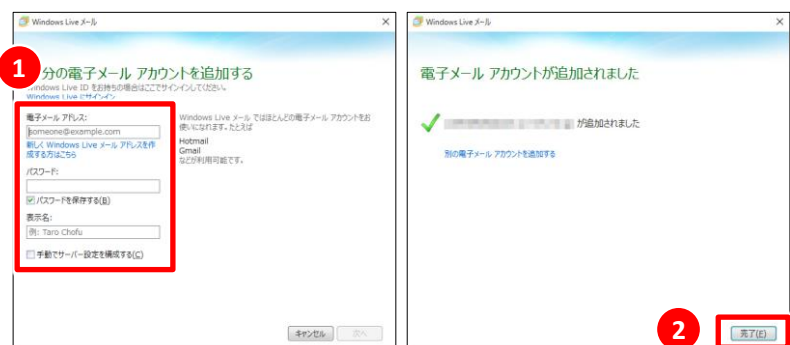 Windows Live メール
1
分の電子メール アカウントを追加する
Windows Live ID をお持ちの場合はここでサインインしてください。
Windows Live にサインイン
電子メール アドレス:
someone@example.com
新しく Windows Live メール アドレスを作
成する方はこちら
パスワード:
パスワードを保存する(B)
表示名:
例: Taro Chofu
手動でサーバー設定を構成する(C)
Windows Live メール ではほとんどの電子メール アカウントをお
使いになれます。たとえば
Hotmail
Gmail
などが利用可能です。
キャンセル
次へ
Windows Live メール
電子メール アカウントが追加されました
が追加されました
別の電子メール アカウントを追加する
2
完了(F)